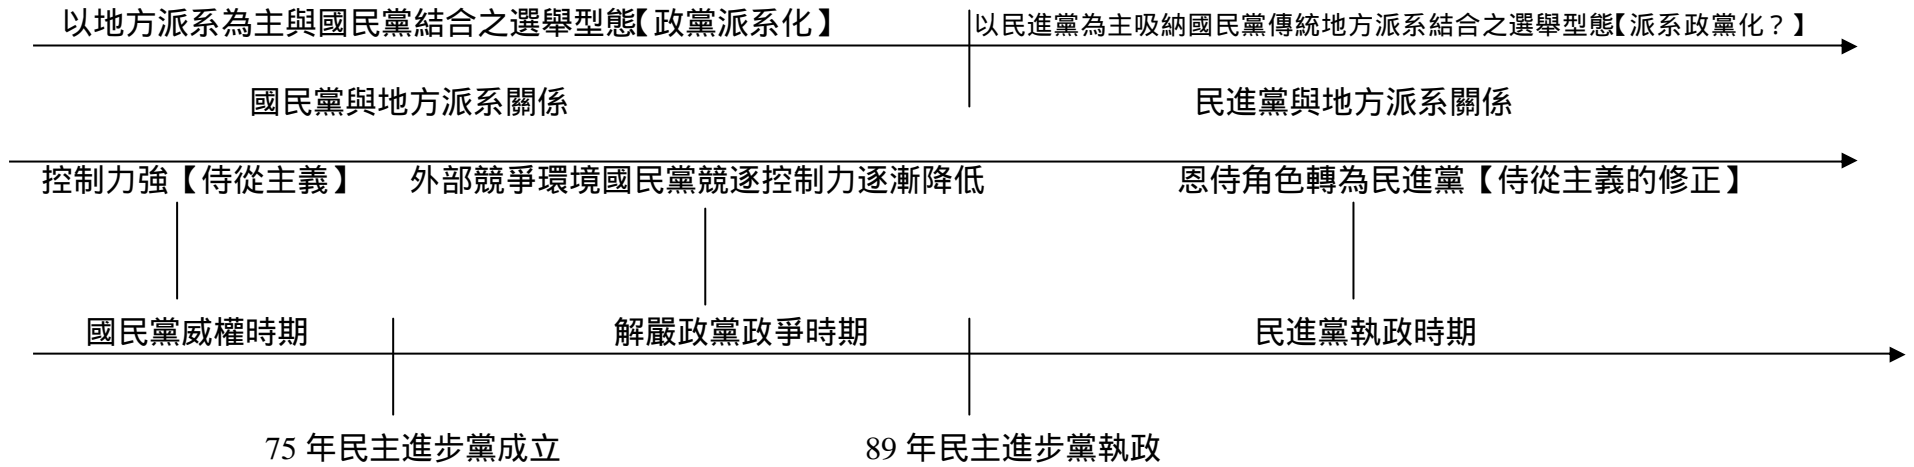 以地方派系為主與國民黨結合之選舉型態【政黨派系化】 以民進黨為主吸納國民黨傳統地方派系結合之選舉型態【派系政黨化？】
國民黨與地方派系關係 民進黨與地方派系關係
控制力強【侍從主義】 外部競爭環境國民黨競逐控制力逐漸降低 恩侍角色轉為民進黨【侍從主義的修正】
國民黨威權時期 解嚴政黨政爭時期 民進黨執政時期
75 年民主進步黨成立 89 年民主進步黨執政